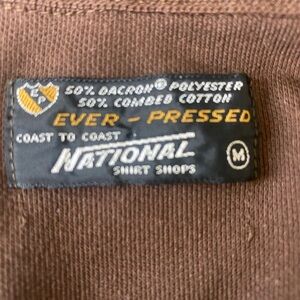 50% DACRON® POLYESTER
50% COMBED COTTON
EVER - PRESSED
COAST TO COAST
NATIONAL
SHIRT SHOPS
M